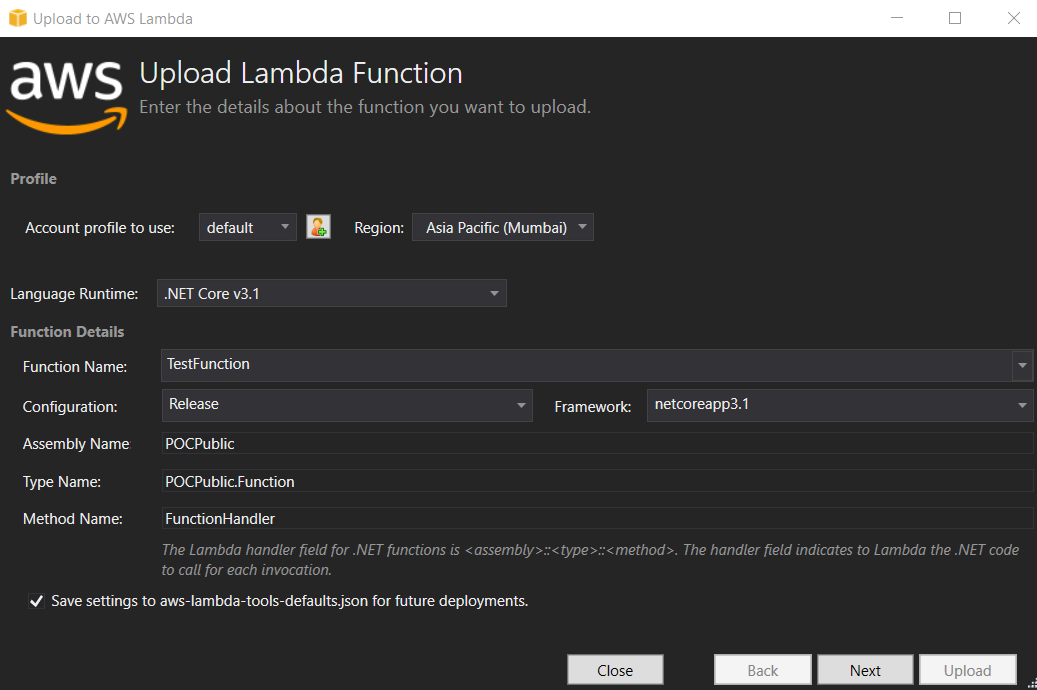 Upload to AWS Lambda
aws
Upload Lambda Function
Enter the details about the function you want to upload.
Profile
Account profile to use: default Region: Asia Pacific (Mumbai)
Language Runtime: .NET Core v3.1
Function Details
Function Name: TestFunction
Configuration: Release Framework: netcoreapp3.1
Assembly Name: POCPublic
Type Name: POCPublic.Function
Method Name: FunctionHandler
The Lambda handler field for .NET functions is <assembly>::<type>::<method>. The handler field indicates to Lambda the .NET code
to call for each invocation.
Save settings to aws-lambda-tools-defaults.json for future deployments.
Close Back Next Upload